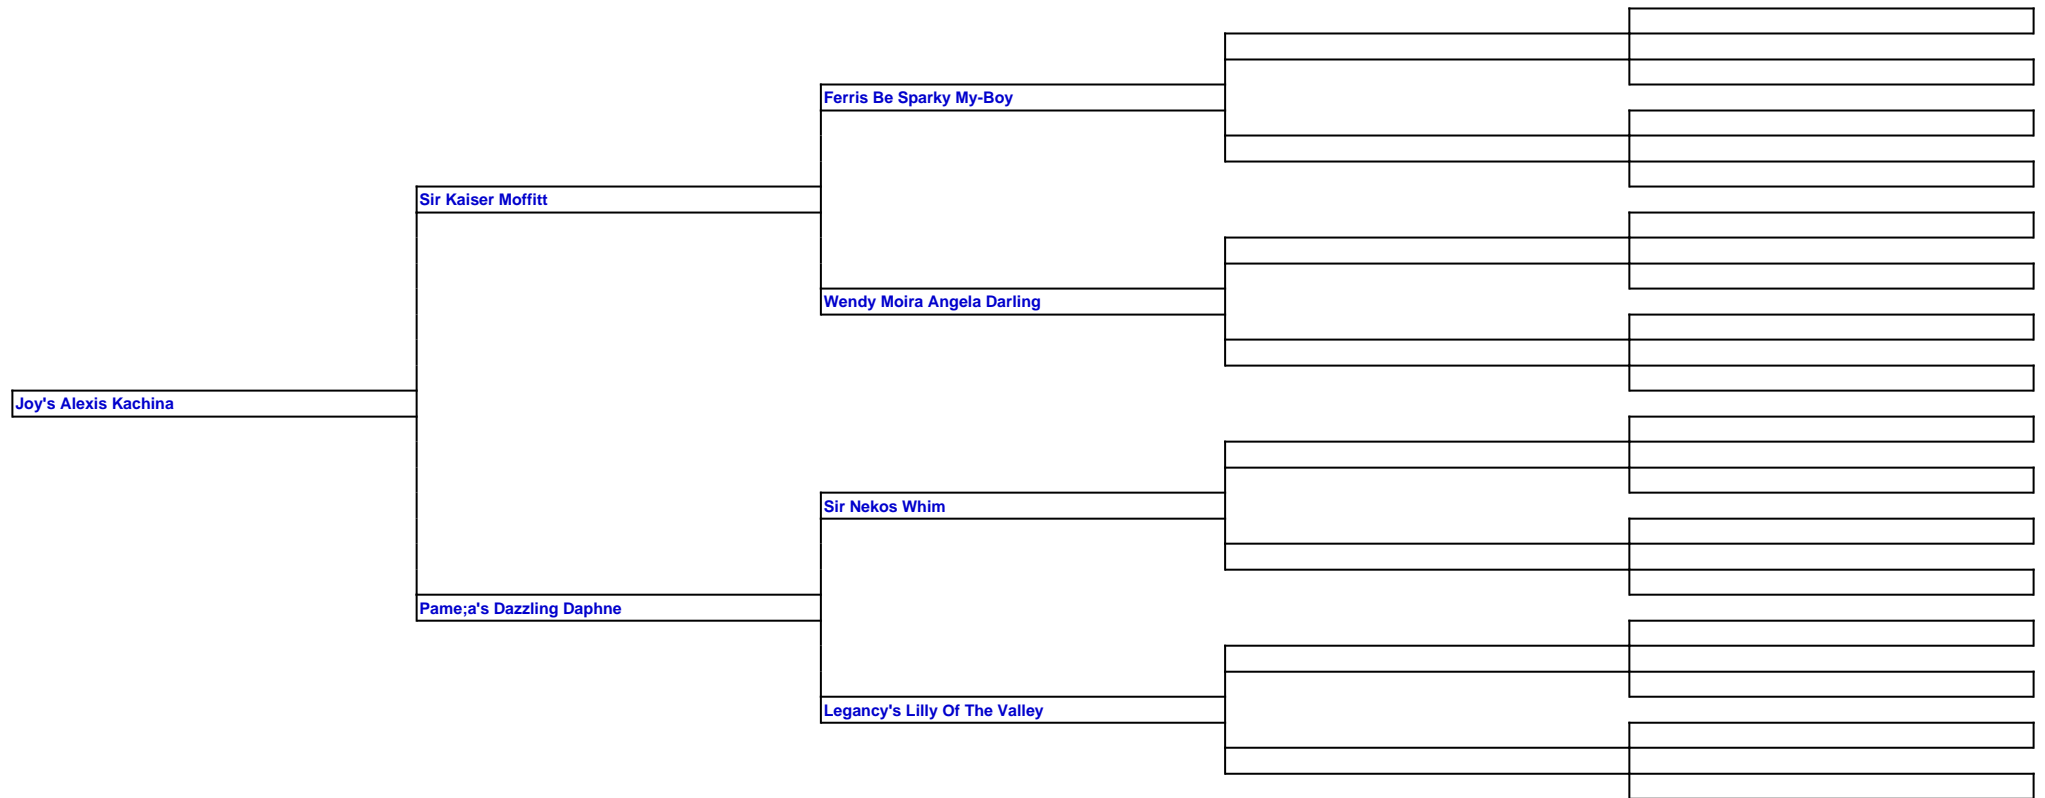 Ferris Be Sparky My-Boy
Sir Kaiser Moffitt
Wendy Moira Angela Darling
Joy's Alexis Kachina
Sir Nekos Whim
Pame;a's Dazzling Daphne
Legancy's Lilly Of The Valley